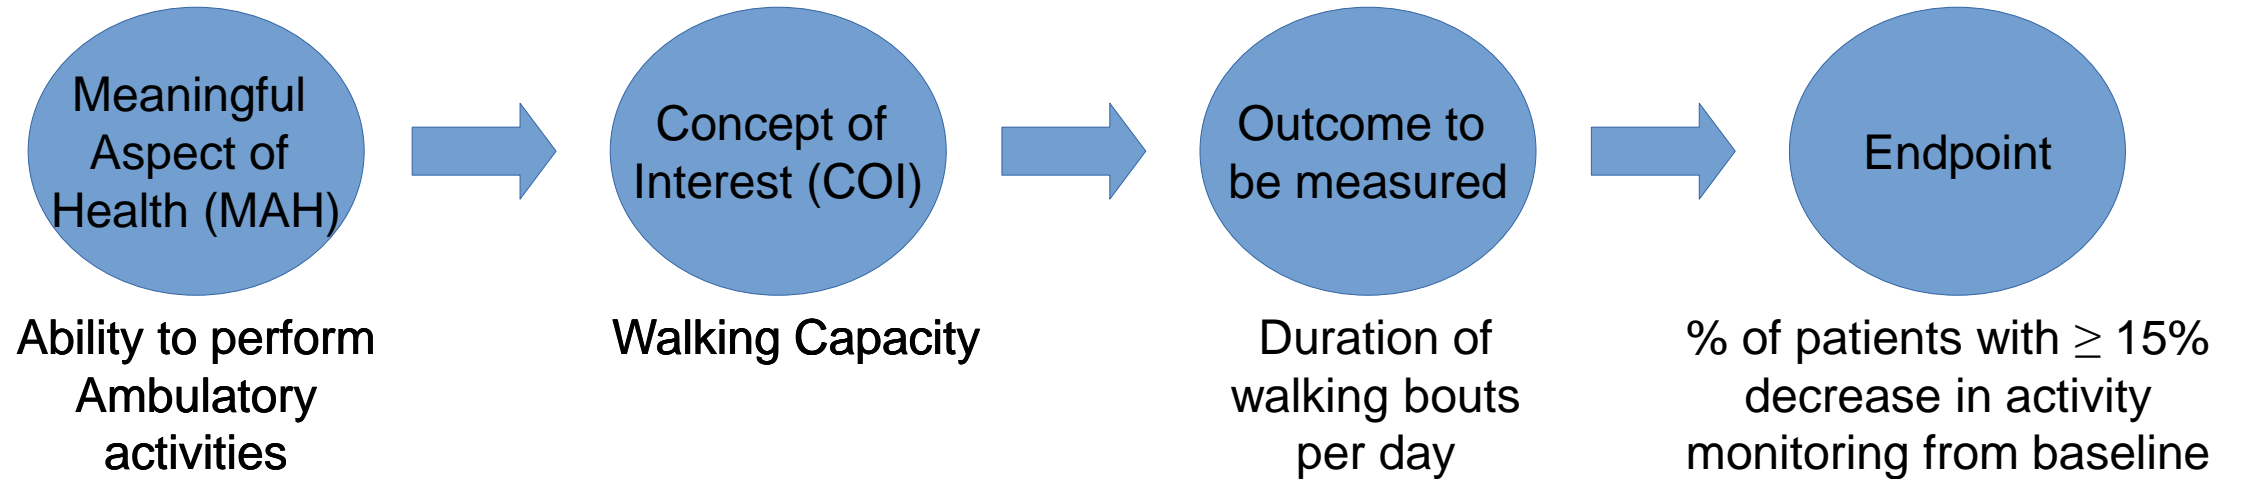 Meaningful
Aspect of
Health (MAH)
Concept of
Interest (COI)
Outcome to
be measured
Endpoint
Ability to perform
Ambulatory
activities
Walking Capacity
Duration of
walking bouts
per day
% of patients with ≥ 15%
decrease in activity
monitoring from baseline